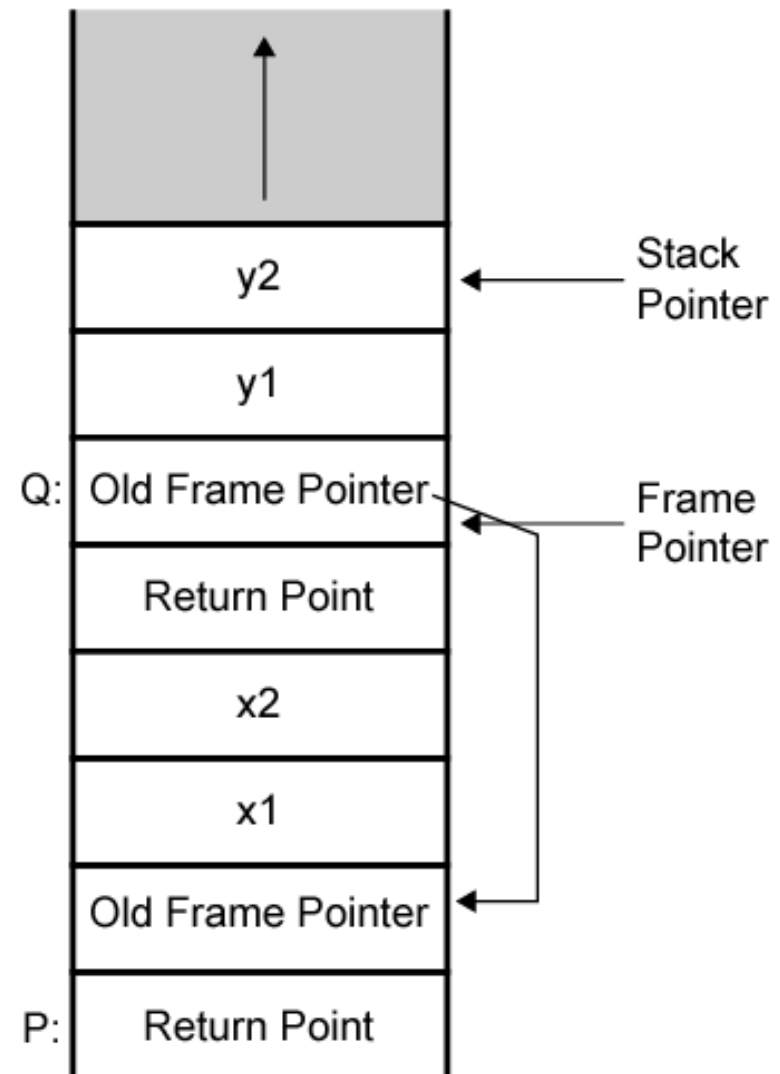 y2
Stack
Pointer
y1
Q: Old Frame Pointer
Frame
Pointer
Return Point
x2
x1
Old Frame Pointer
P: Return Point